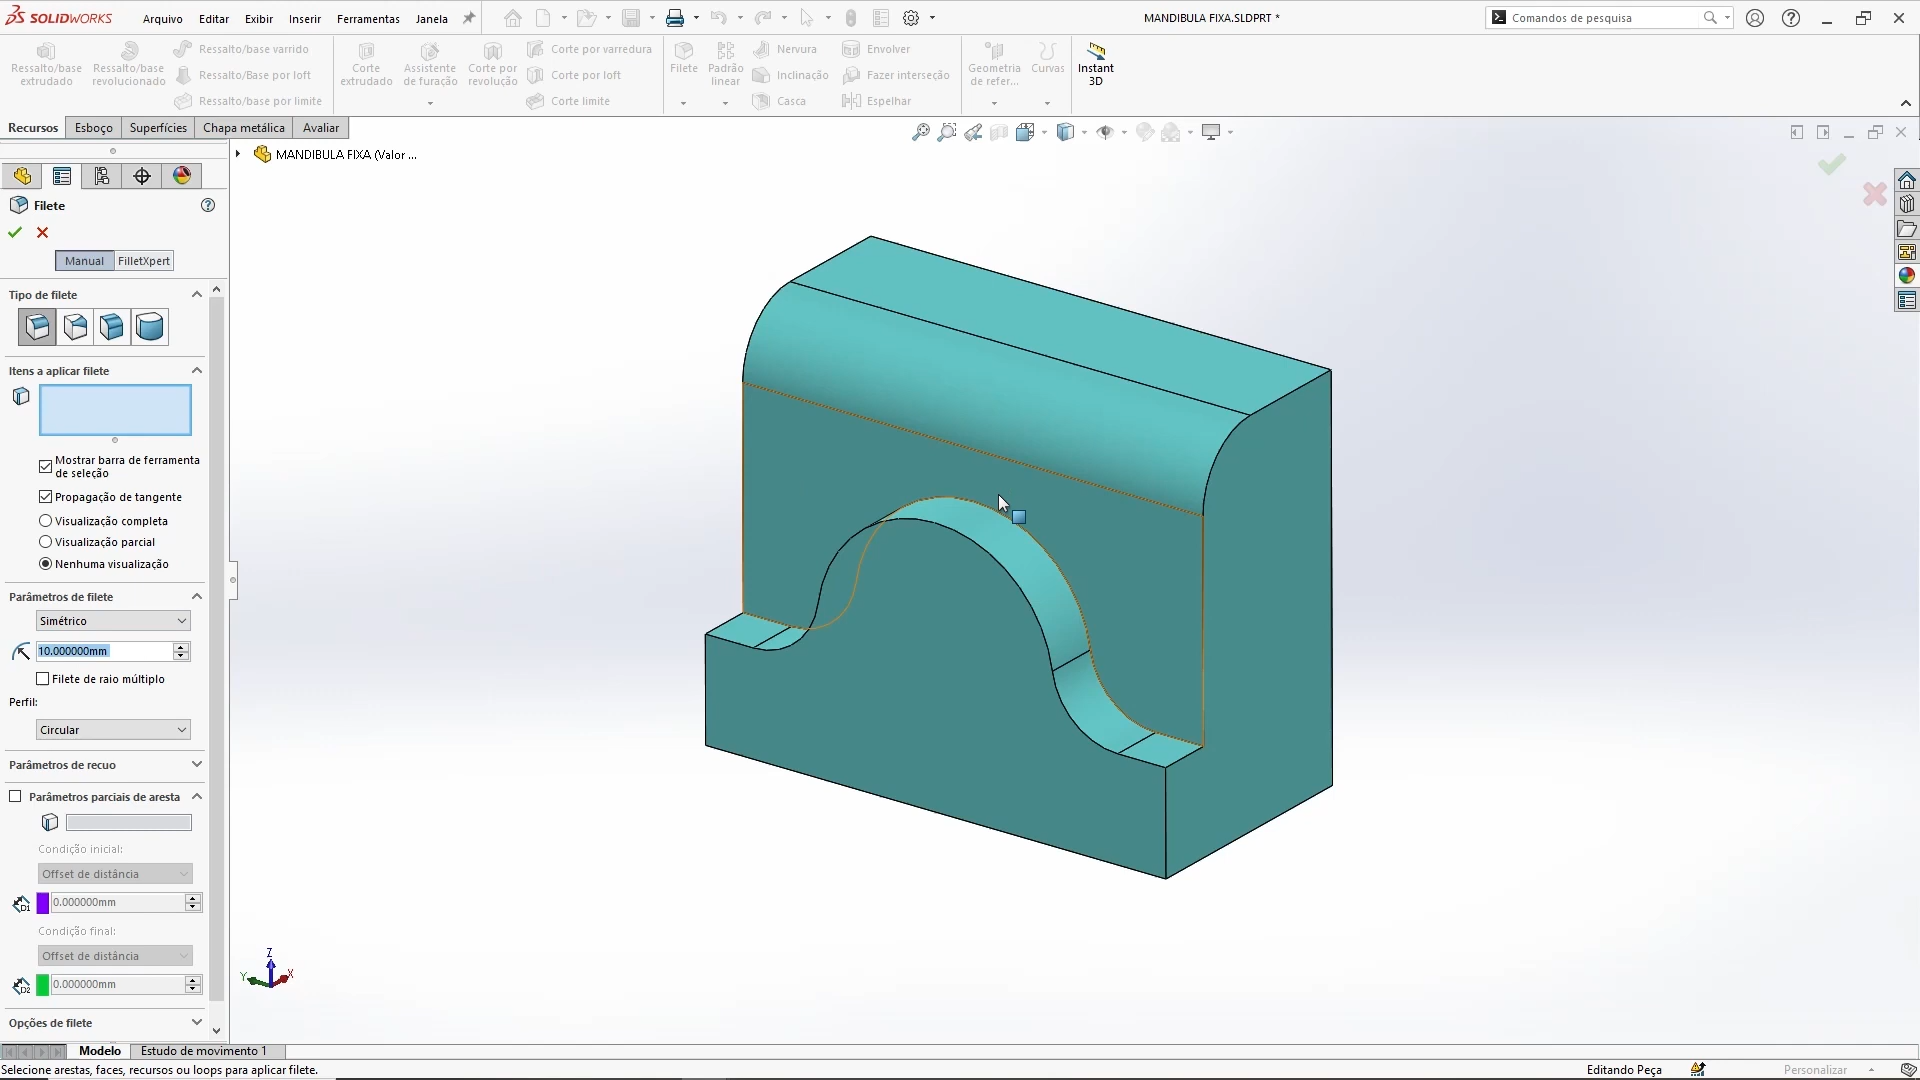 SOLIDWORKS Arquivo Editar Exibir Inserir Ferramentas Janela MANDIBULA FIXA.SLDPRT * Comandos de pesquisa
Ressalto/base extrudado
Ressalto/base revolucionado
Ressalto/base varrido
Ressalto/Base por loft
Ressalto/base por limite
Corte extrudado
Assistente de furação
Corte por revolução
Corte por varredura
Corte por loft
Corte limite
Filete
Padrão linear
Nervura
Inclinação
Casca
Envolver
Fazer interseção
Espelhar
Geometria de refer...
Curvas
Instant 3D
Recursos Esboço Superfícies Chapa metálica Avaliar
MANDIBULA FIXA (Valor ...
Filete
Manual FilletXpert
Tipo de filete
Itens a aplicar filete
Mostrar barra de ferramenta
de seleção
Propagação de tangente
Visualização completa
Visualização parcial
Nenhuma visualização
Parâmetros de filete
Simétrico
10.000000mm
Filete de raio múltiplo
Perfil:
Circular
Parâmetros de recuo
Parâmetros parciais de aresta
Condição inicial:
Offset de distância
D1 0.000000mm
Condição final:
Offset de distância
D2 0.000000mm
Opções de filete
Z
Y X
Modelo Estudo de movimento 1
Selecione arestas, faces, recursos ou loops para aplicar filete. Editando Peça Personalizar